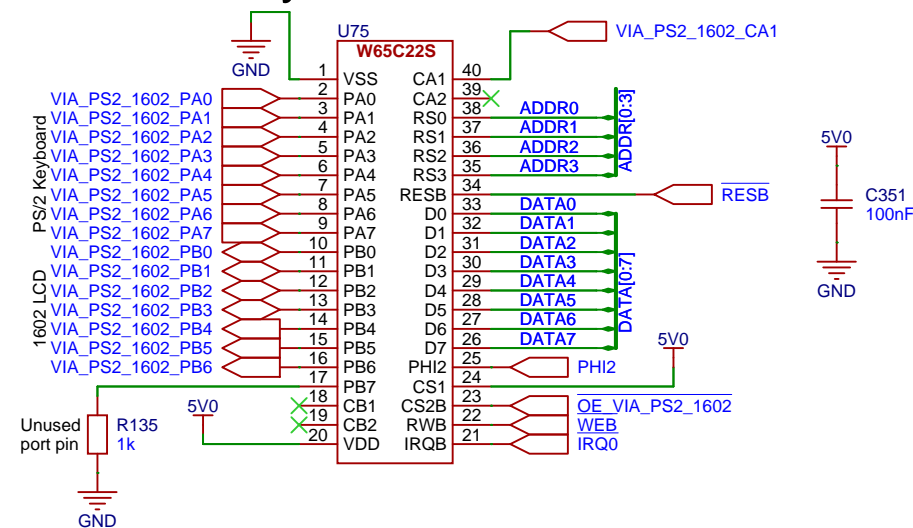 U75
W65C22S
GND
VIA_PS2_1602_CA1
1 VSS CA1 40
2 PA0 CA2 39
3 PA1 RS0 38
4 PA2 RS1 37
5 PA3 RS2 36
6 PA4 RS3 35
7 PA5 RESB 34
8 PA6 D0 33
9 PA7 D1 32
10 PB0 D2 31
11 PB1 D3 30
12 PB2 D4 29
13 PB3 D5 28
14 PB4 D6 27
15 PB5 D7 26
16 PB6 PHI2 25
17 PB7 CS1 24
18 CB1 CS2B 23
19 CB2 RWB 22
20 VDD IRQB 21
PS/2 Keyboard
VIA_PS2_1602_PA0
VIA_PS2_1602_PA1
VIA_PS2_1602_PA2
VIA_PS2_1602_PA3
VIA_PS2_1602_PA4
VIA_PS2_1602_PA5
VIA_PS2_1602_PA6
VIA_PS2_1602_PA7
1602 LCD
VIA_PS2_1602_PB0
VIA_PS2_1602_PB1
VIA_PS2_1602_PB2
VIA_PS2_1602_PB3
VIA_PS2_1602_PB4
VIA_PS2_1602_PB5
VIA_PS2_1602_PB6
ADDR0
ADDR1
ADDR2
ADDR3
ADDR[0:3]
RESB
DATA0
DATA1
DATA2
DATA3
DATA4
DATA5
DATA6
DATA7
DATA[0:7]
PHI2
5V0
OE_VIA_PS2_1602
WEB
IRQ0
Unused
port pin
R135
1k
GND
5V0
5V0
C351
100nF
GND